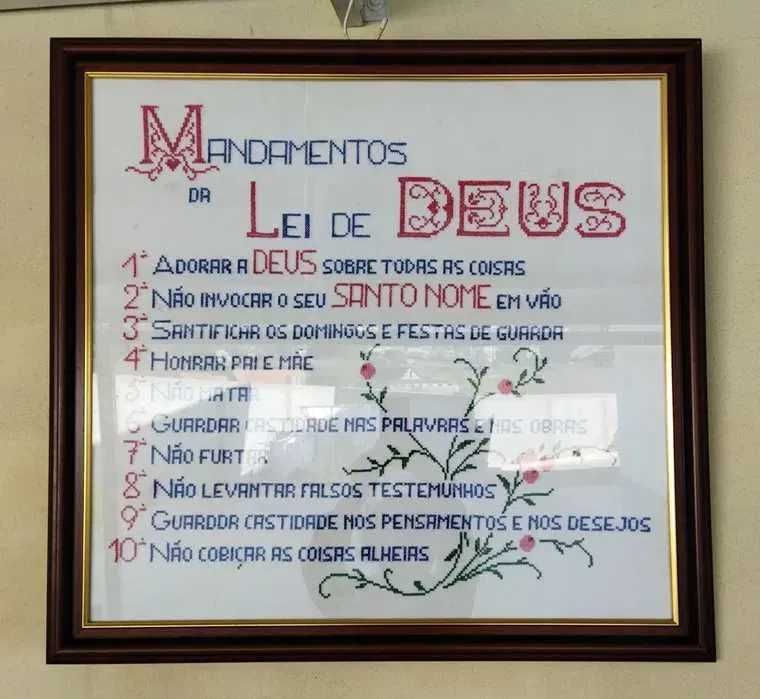 MANDAMENTOS
DA LEI DE DEUS
1º ADORAR A DEUS SOBRE TODAS AS COISAS
2º NÃO INVOCAR O SEU SANTO NOME EM VÃO
3º SANTIFICAR OS DOMINGOS E FESTAS DE GUARDA
4º HONRAR PAI E MÃE
5º NÃO MATAR
6º GUARDAR CASTIDADE NAS PALAVRAS E NAS OBRAS
7º NÃO FURTAR
8º NÃO LEVANTAR FALSOS TESTEMUNHOS
9º GUARDDR CASTIDADE NOS PENSAMENTOS E NOS DESEJOS
10º NÃO COBIÇAR AS COISAS ALHEIAS